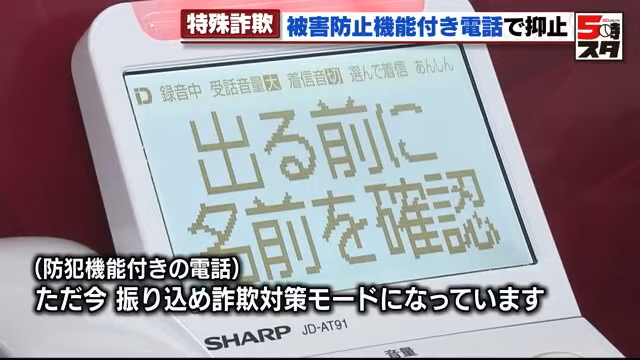 特殊詐欺 被害防止機能付き電話で抑止
5時スタ
iD 録音中 受話音量大 着信音切 選んで着信 あんしん
出る前に
名前を確認
（防犯機能付きの電話）
ただ今 振り込め詐欺対策モードになっています
SHARP JD-AT91
音量